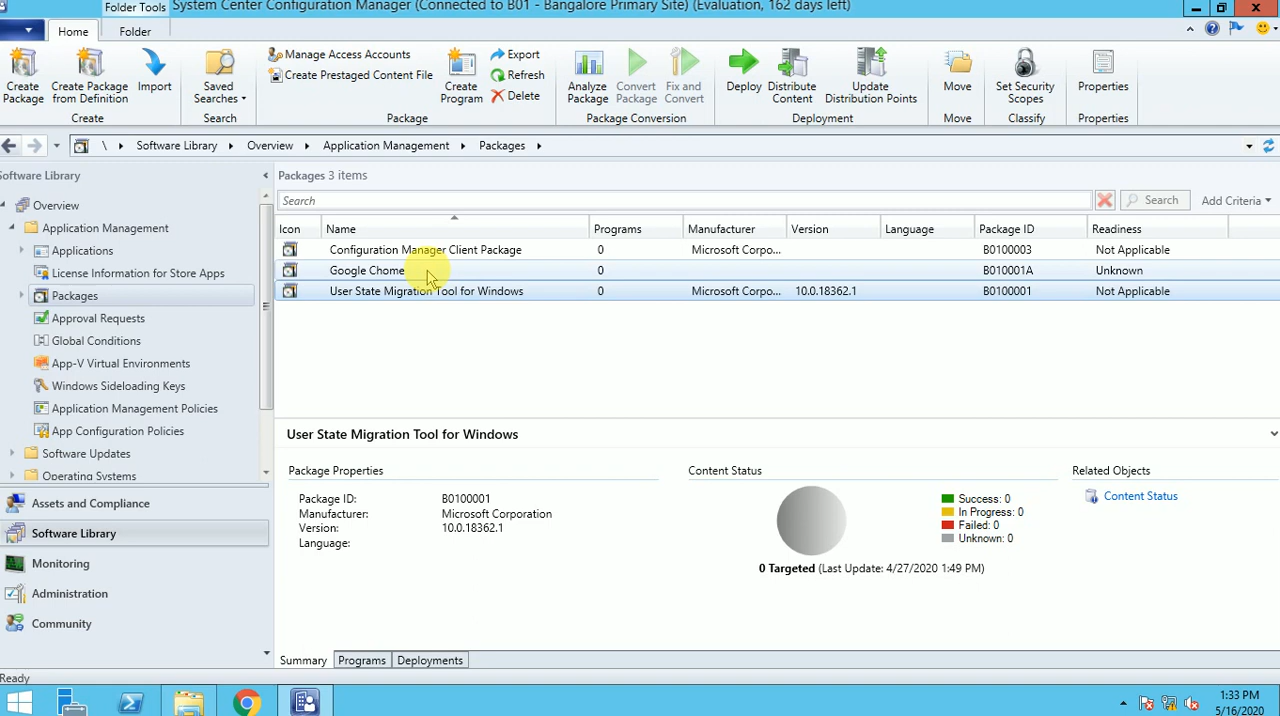 Folder Tools
System Center Configuration Manager (Connected to B01 - Bangalore Primary Site) (Evaluation, 162 days left)
Home
Folder
Create Package
Create Package from Definition
Import
Create
Saved Searches
Search
Manage Access Accounts
Create Prestaged Content File
Create Program
Export
Refresh
Delete
Package
Analyze Package
Convert Package
Fix and Convert
Package Conversion
Deploy
Distribute Content
Update Distribution Points
Deployment
Move
Move
Set Security Scopes
Classify
Properties
Properties
\ Software Library Overview Application Management Packages
Software Library
Overview
Application Management
Applications
License Information for Store Apps
Packages
Approval Requests
Global Conditions
App-V Virtual Environments
Windows Sideloading Keys
Application Management Policies
App Configuration Policies
Software Updates
Operating Systems
Assets and Compliance
Software Library
Monitoring
Administration
Community
Packages 3 items
Search
Search
Add Criteria
Icon Name Programs Manufacturer Version Language Package ID Readiness
Configuration Manager Client Package 0 Microsoft Corpo... B0100003 Not Applicable
Google Chome 0 B010001A Unknown
User State Migration Tool for Windows 0 Microsoft Corpo... 10.0.18362.1 B0100001 Not Applicable
User State Migration Tool for Windows
Package Properties
Package ID: B0100001
Manufacturer: Microsoft Corporation
Version: 10.0.18362.1
Language:
Content Status
Success: 0
In Progress: 0
Failed: 0
Unknown: 0
0 Targeted (Last Update: 4/27/2020 1:49 PM)
Related Objects
Content Status
Summary Programs Deployments
Ready
1:33 PM
5/16/2020